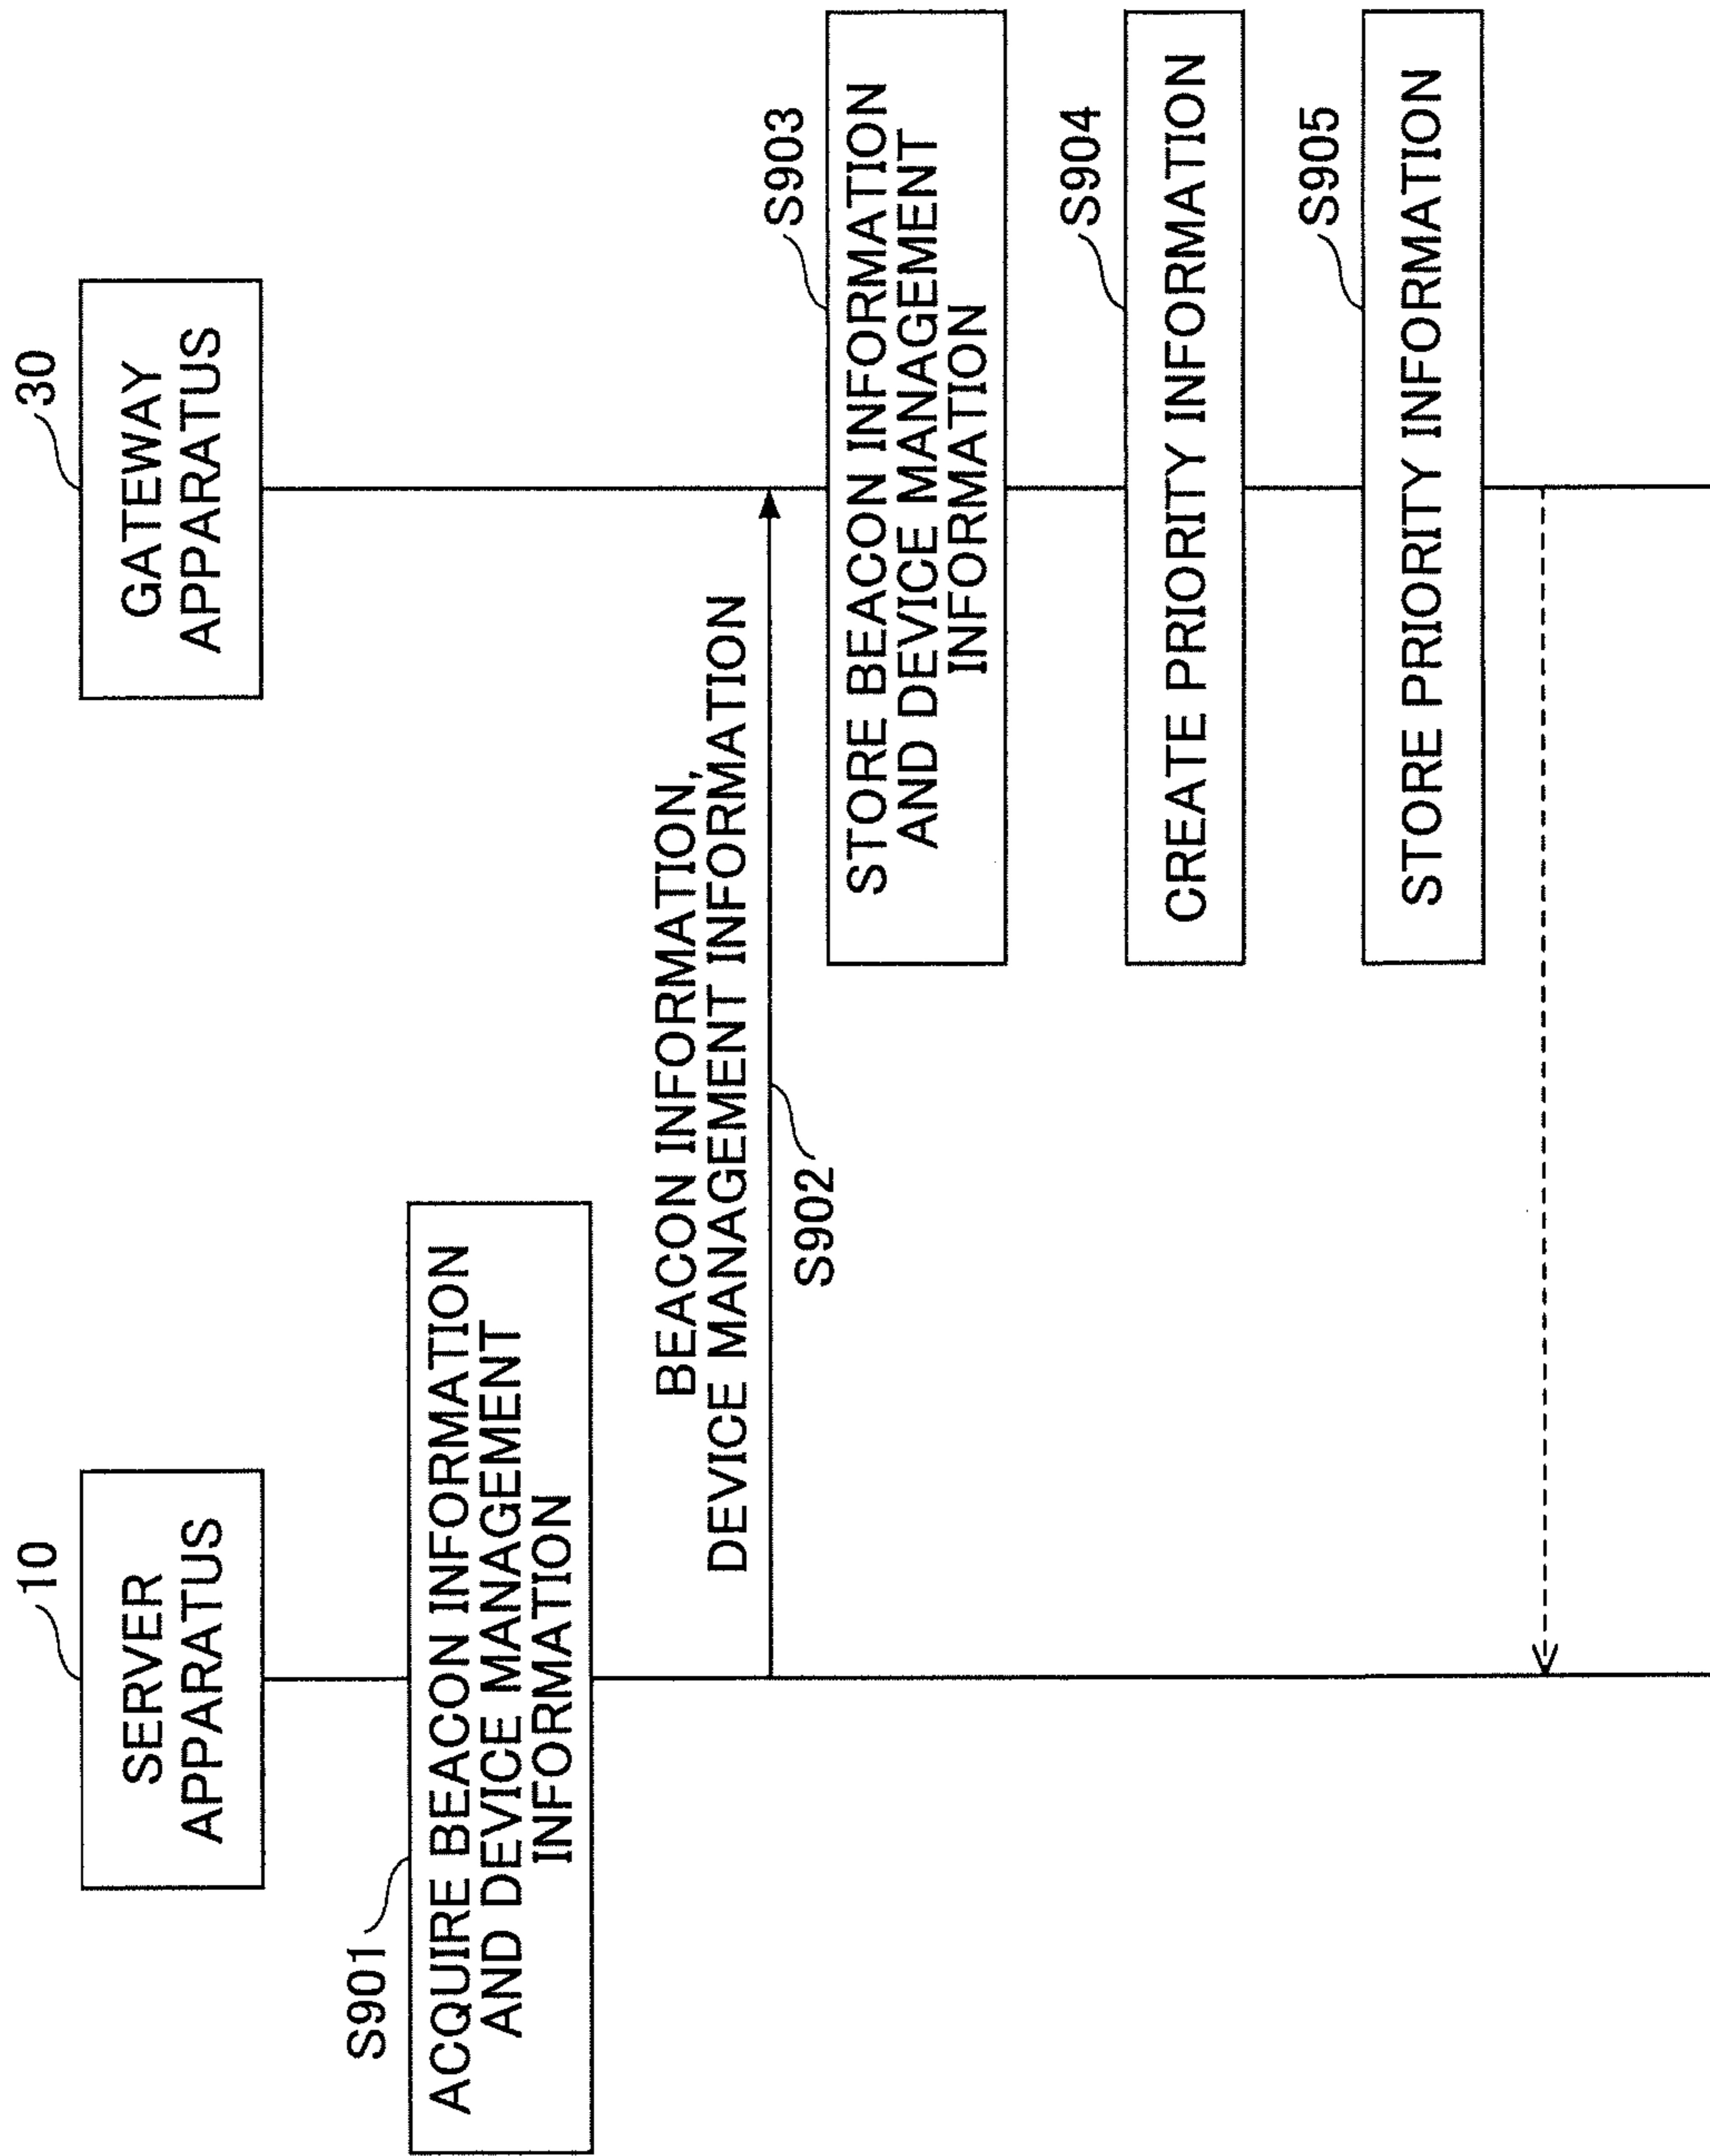 10
SERVER
APPARATUS
30
GATEWAY
APPARATUS
S901
ACQUIRE BEACON INFORMATION
AND DEVICE MANAGEMENT
INFORMATION
BEACON INFORMATION,
DEVICE MANAGEMENT INFORMATION
S902
S903
STORE BEACON INFORMATION
AND DEVICE MANAGEMENT
INFORMATION
S904
CREATE PRIORITY INFORMATION
S905
STORE PRIORITY INFORMATION